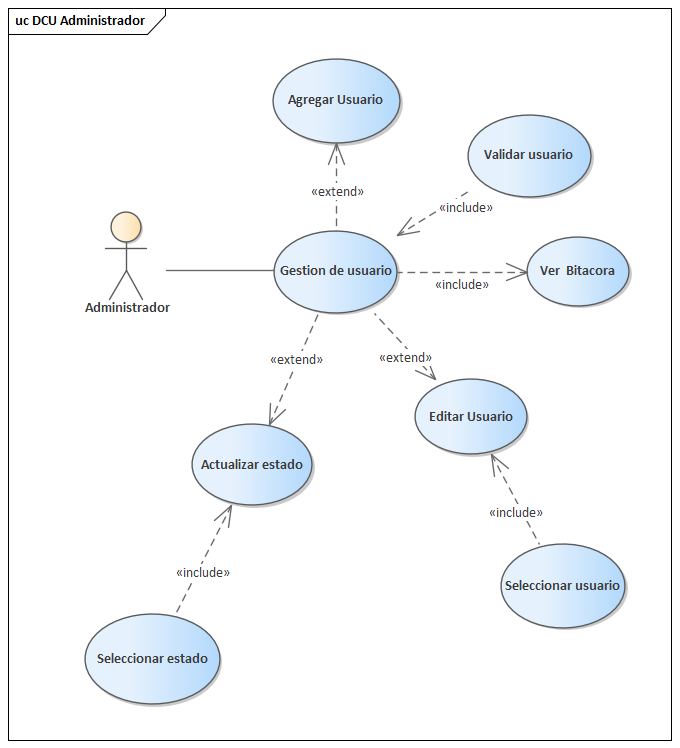 uc DCU Administrador
Agregar Usuario
Validar usuario
«extend»
«include»
Gestion de usuario
Ver  Bitacora
«include»
Administrador
«extend»
«extend»
Editar Usuario
Actualizar estado
«include»
«include»
Seleccionar usuario
Seleccionar estado